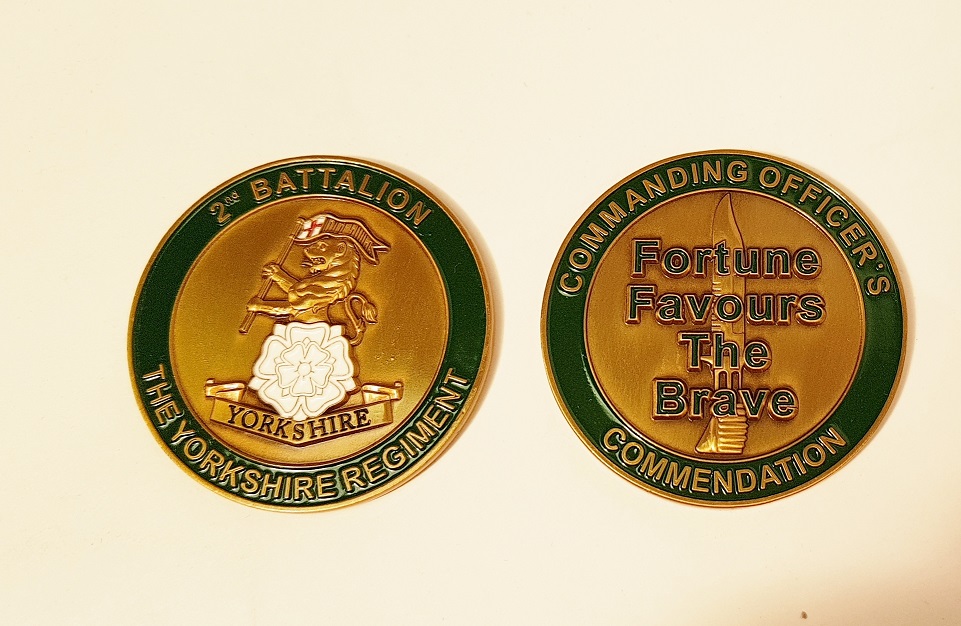 2nd BATTALION
YORKSHIRE
THE YORKSHIRE REGIMENT
COMMANDING OFFICER'S
Fortune
Favours
The
Brave
COMMENDATION